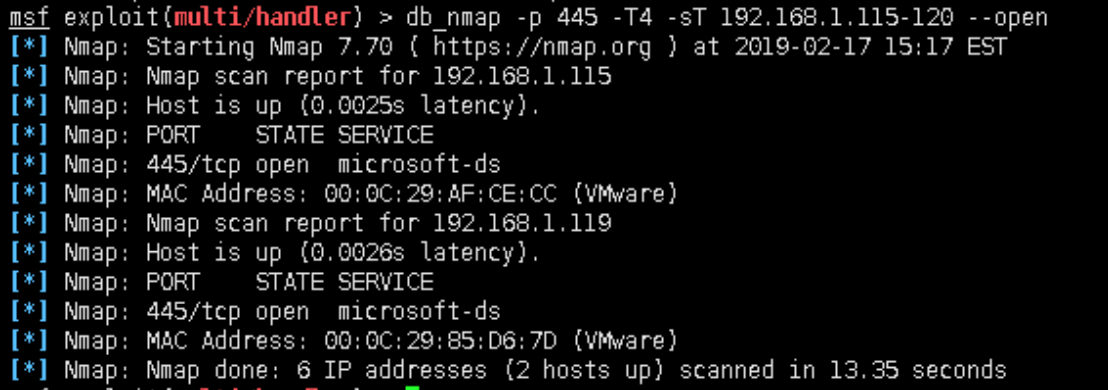 msf exploit(multi/handler) > db_nmap -p 445 -T4 -sT 192.168.1.115-120 --open
[*] Nmap: Starting Nmap 7.70 ( https://nmap.org ) at 2019-02-17 15:17 EST
[*] Nmap: Nmap scan report for 192.168.1.115
[*] Nmap: Host is up (0.0025s latency).
[*] Nmap: PORT    STATE SERVICE
[*] Nmap: 445/tcp open  microsoft-ds
[*] Nmap: MAC Address: 00:0C:29:AF:CE:CC (VMware)
[*] Nmap: Nmap scan report for 192.168.1.119
[*] Nmap: Host is up (0.0026s latency).
[*] Nmap: PORT    STATE SERVICE
[*] Nmap: 445/tcp open  microsoft-ds
[*] Nmap: MAC Address: 00:0C:29:85:D6:7D (VMware)
[*] Nmap: Nmap done: 6 IP addresses (2 hosts up) scanned in 13.35 seconds